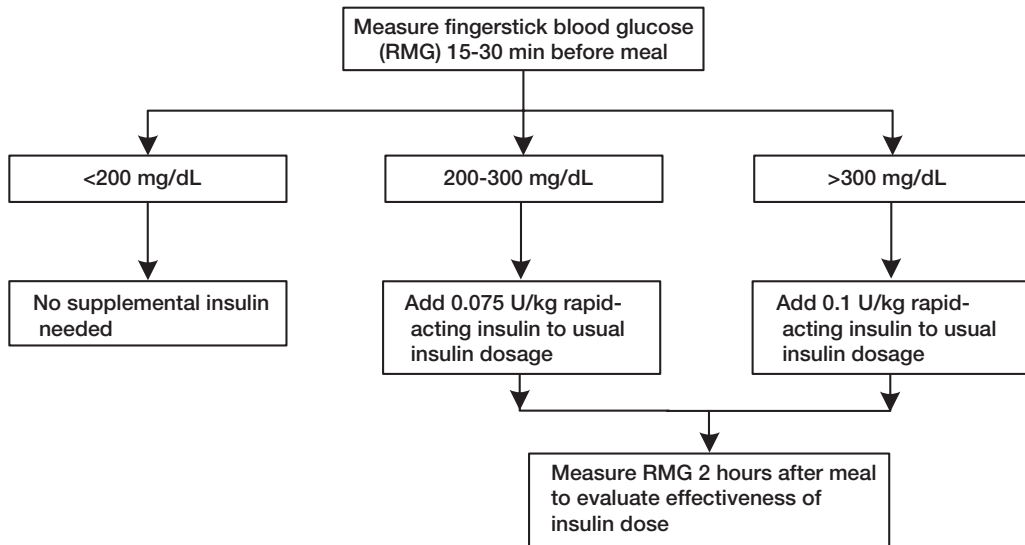 Measure fingerstick blood glucose
(RMG) 15-30 min before meal
<200 mg/dL
200-300 mg/dL
>300 mg/dL
No supplemental insulin
needed
Add 0.075 U/kg rapid-
acting insulin to usual
insulin dosage
Add 0.1 U/kg rapid-
acting insulin to usual
insulin dosage
Measure RMG 2 hours after meal
to evaluate effectiveness of
insulin dose